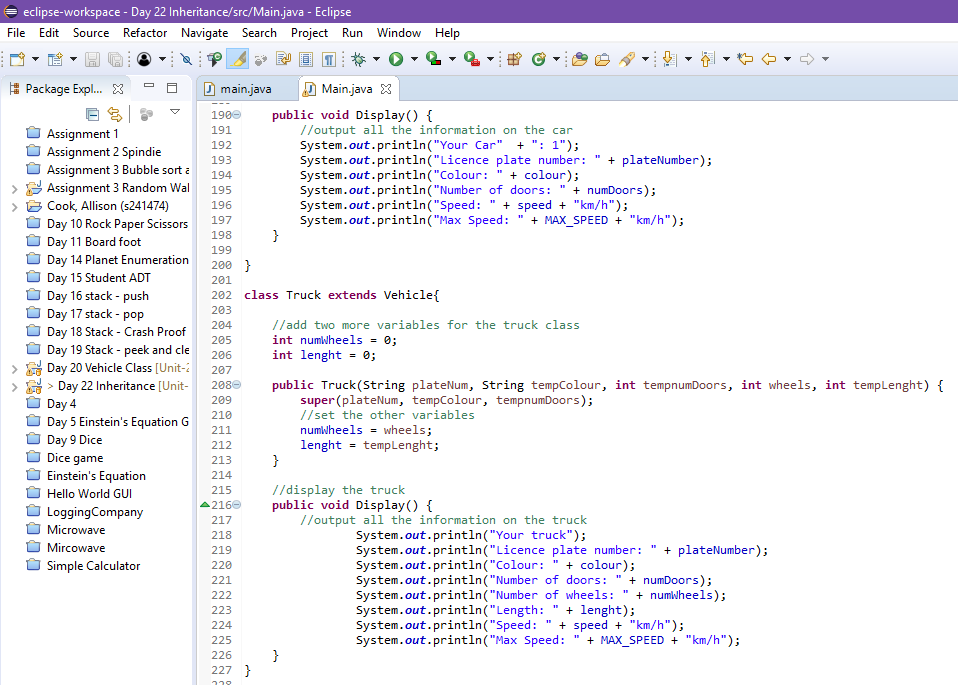 eclipse-workspace - Day 22 Inheritance/src/Main.java - Eclipse
File Edit Source Refactor Navigate Search Project Run Window Help
Package Expl...
Assignment 1
Assignment 2 Spindie
Assignment 3 Bubble sort a
Assignment 3 Random Wal
Cook, Allison (s241474)
Day 10 Rock Paper Scissors
Day 11 Board foot
Day 14 Planet Enumeration
Day 15 Student ADT
Day 16 stack - push
Day 17 stack - pop
Day 18 Stack - Crash Proof
Day 19 Stack - peek and cle
Day 20 Vehicle Class [Unit-2
> Day 22 Inheritance [Unit-
Day 4
Day 5 Einstein's Equation G
Day 9 Dice
Dice game
Einstein's Equation
Hello World GUI
LoggingCompany
Microwave
Mircowave
Simple Calculator
main.java Main.java
190 public void Display() {
191 //output all the information on the car
192 System.out.println("Your Car"  + ": 1");
193 System.out.println("Licence plate number: " + plateNumber);
194 System.out.println("Colour: " + colour);
195 System.out.println("Number of doors: " + numDoors);
196 System.out.println("Speed: " + speed + "km/h");
197 System.out.println("Max Speed: " + MAX_SPEED + "km/h");
198 }
199
200 }
201
202 class Truck extends Vehicle{
203
204 //add two more variables for the truck class
205 int numWheels = 0;
206 int lenght = 0;
207
208 public Truck(String plateNum, String tempColour, int tempnumDoors, int wheels, int tempLenght) {
209 super(plateNum, tempColour, tempnumDoors);
210 //set the other variables
211 numWheels = wheels;
212 lenght = tempLenght;
213 }
214
215 //display the truck
216 public void Display() {
217 //output all the information on the truck
218 System.out.println("Your truck");
219 System.out.println("Licence plate number: " + plateNumber);
220 System.out.println("Colour: " + colour);
221 System.out.println("Number of doors: " + numDoors);
222 System.out.println("Number of wheels: " + numWheels);
223 System.out.println("Length: " + lenght);
224 System.out.println("Speed: " + speed + "km/h");
225 System.out.println("Max Speed: " + MAX_SPEED + "km/h");
226 }
227 }